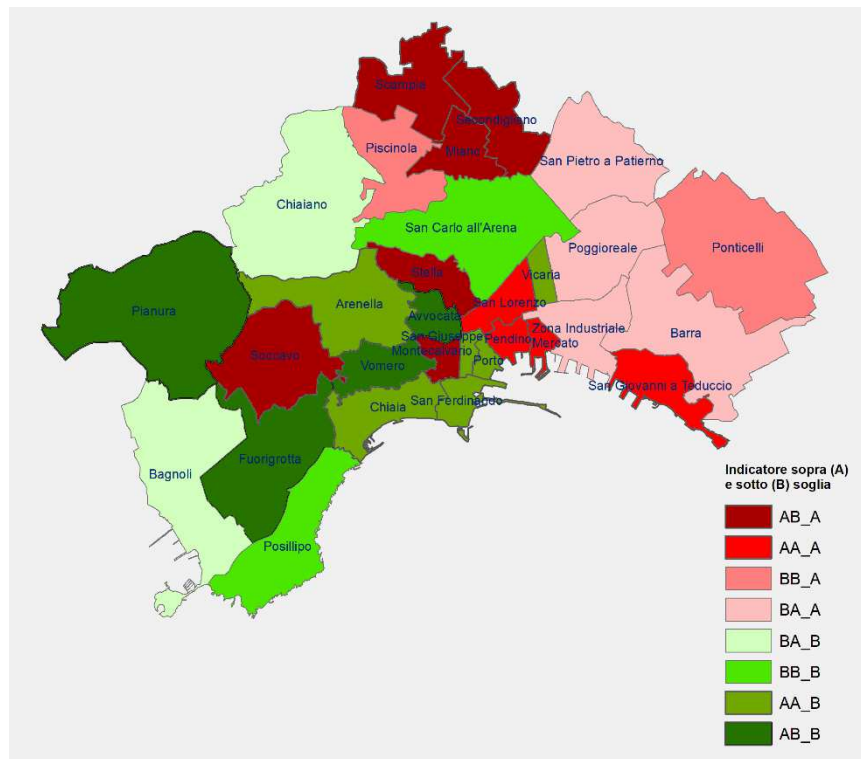 Scampia
Secondigliano
Piscinola
Miano
San Pietro a Patierno
Chiaiano
San Carlo all'Arena
Poggioreale
Ponticelli
Stella
Vicaria
Pianura
Arenella
San Lorenzo
Avvocata
Zona Industriale
Barra
San Giuseppe
Pendino
Mercato
Soccavo
Montecalvario
Porto
Vomero
San Giovanni a Teduccio
Chiaia
San Ferdinando
Fuorigrotta
Bagnoli
Posillipo
Indicatore sopra (A)
e sotto (B) soglia
AB_A
AA_A
BB_A
BA_A
BA_B
BB_B
AA_B
AB_B